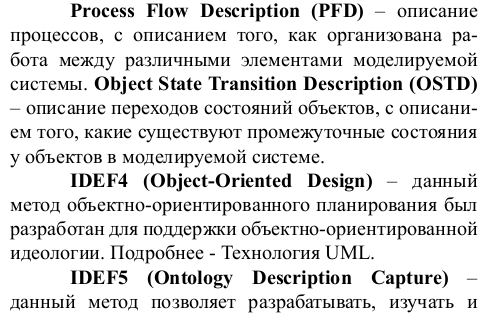 Process Flow Description (PFD) – описание
процессов, с описанием того, как организована ра-
бота между различными элементами моделируемой
системы. Object State Transition Description (OSTD)
– описание переходов состояний объектов, с описани-
ем того, какие существуют промежуточные состояния
у объектов в моделируемой системе.
IDEF4 (Object-Oriented Design) – данный
метод объектно-ориентированного планирования был
разработан для поддержки объектно-ориентированной
идеологии. Подробнее - Технология UML.
IDEF5 (Ontology Description Capture) –
данный метод позволяет разрабатывать, изучать и